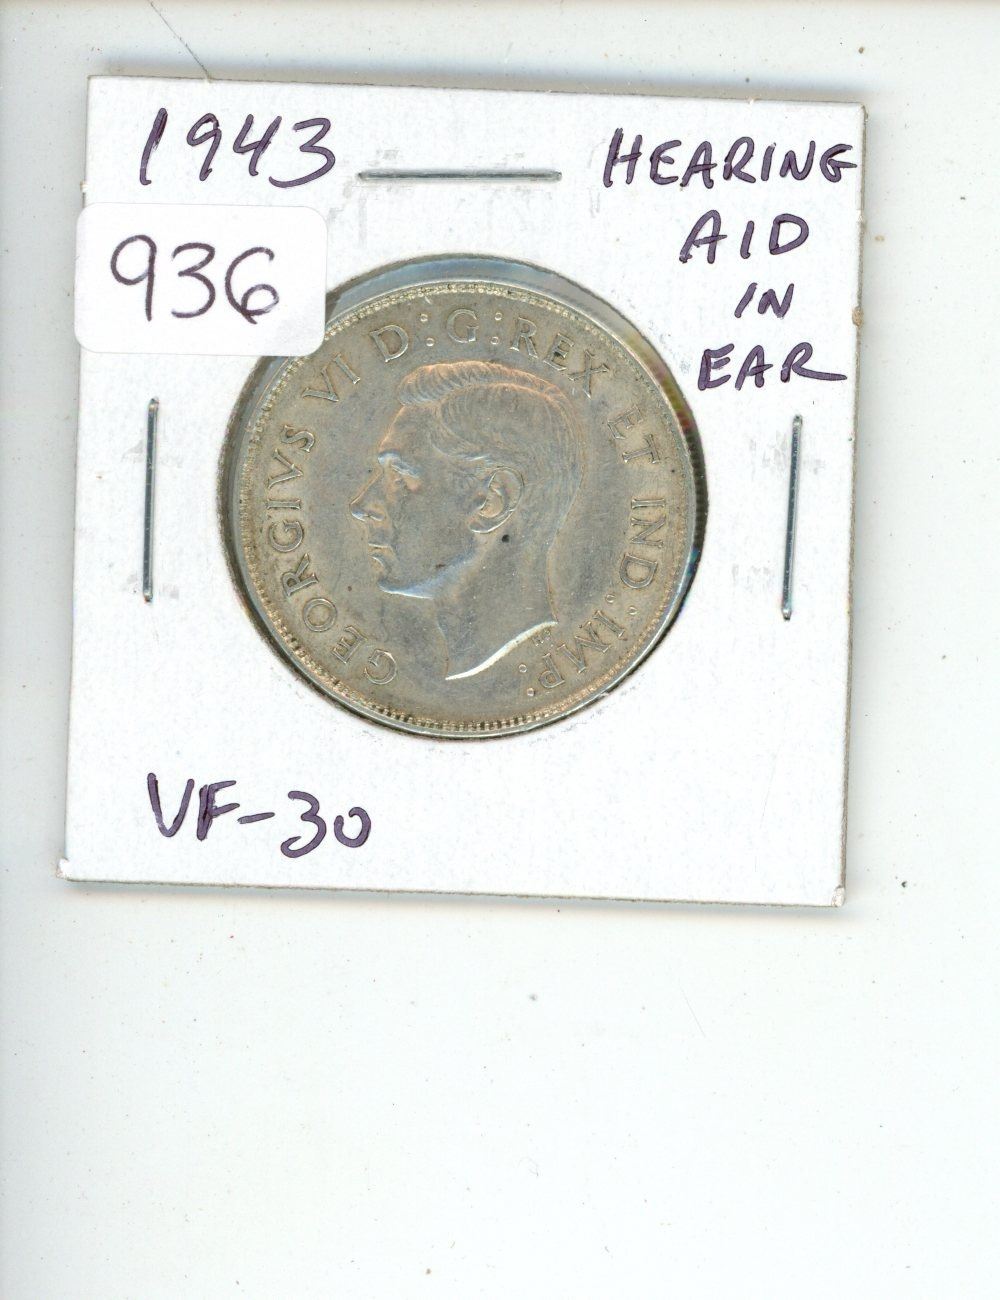 1943
HEARING
AID
IN
EAR
936
GEORGIVS VI D:G:REX ET IND:IMP:
VF-30